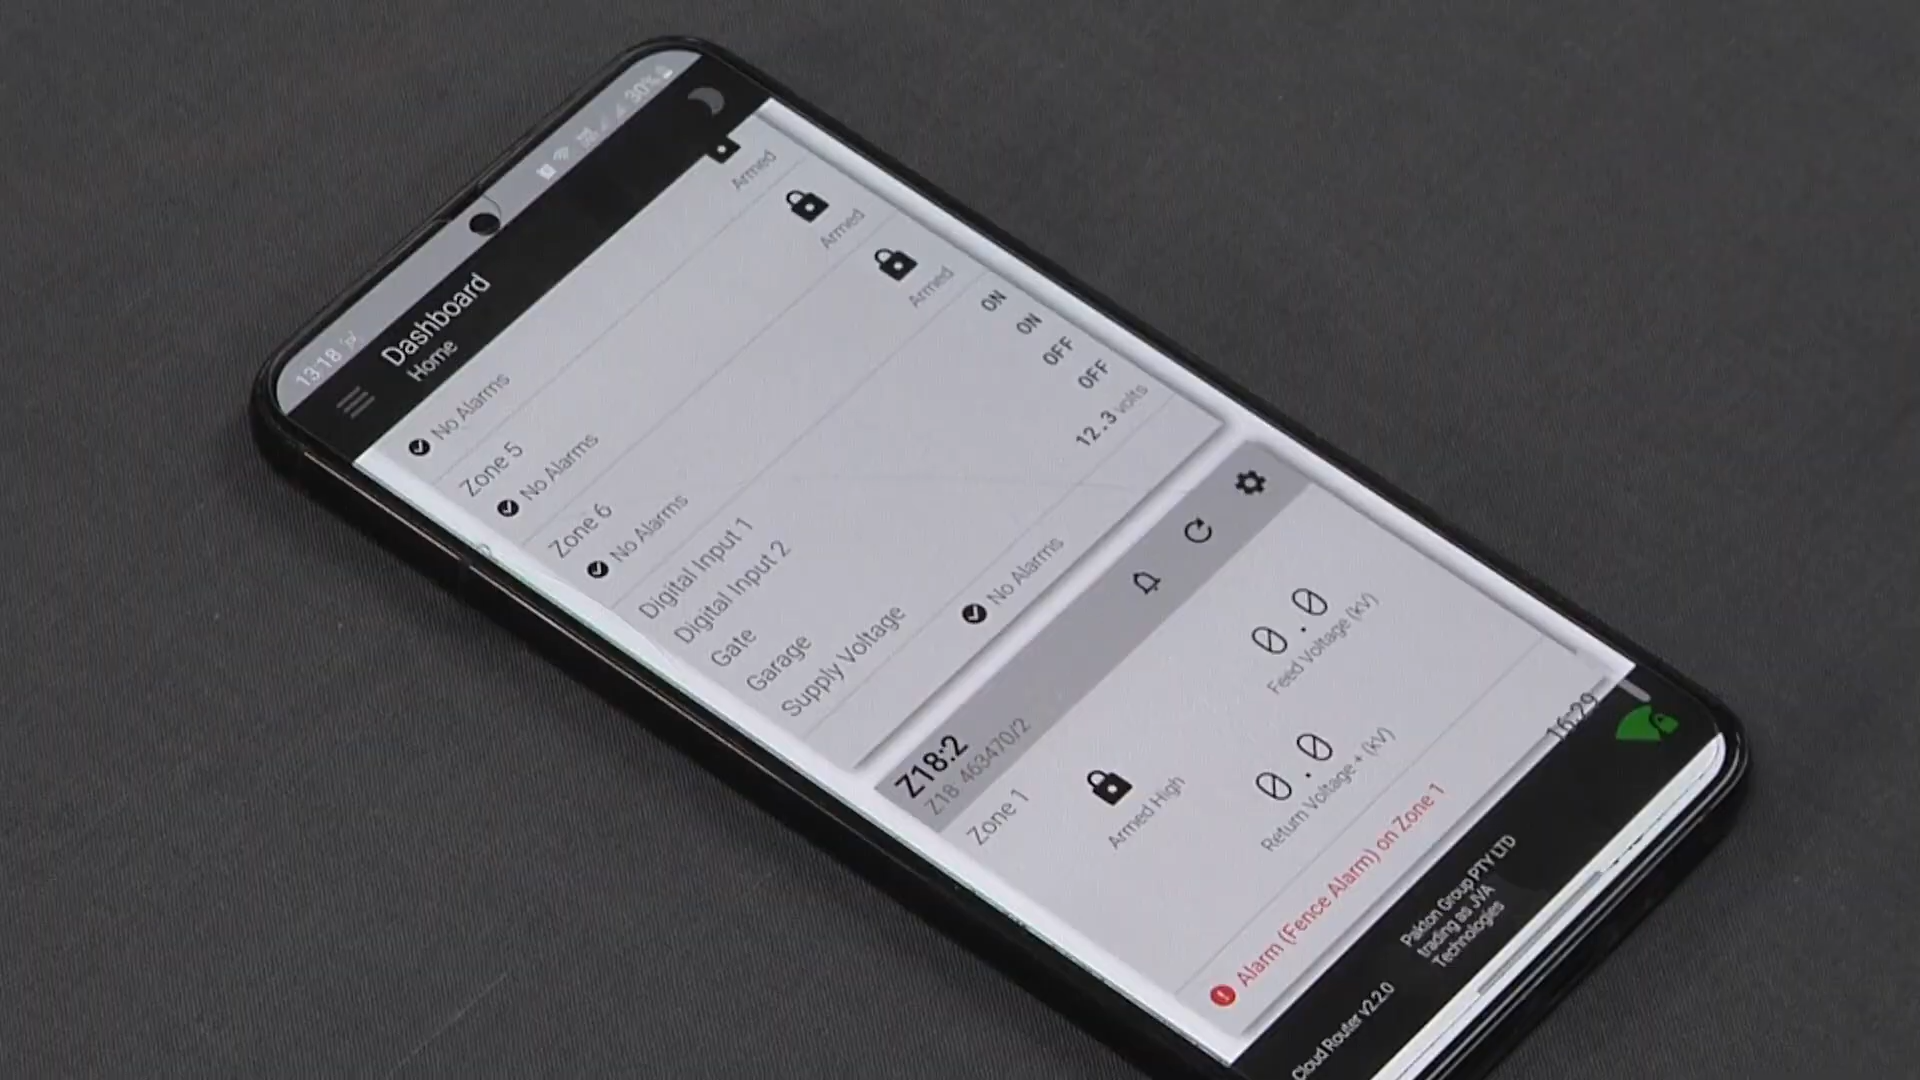 13:18
30%
Dashboard
Home
Armed
No Alarms
Zone 5
Armed
No Alarms
Zone 6
Armed
No Alarms
Digital Input 1 ON
Digital Input 2 ON
Gate OFF
Garage OFF
Supply Voltage 12.3 volts
No Alarms
Z18:2
Z18 463470/2
Zone 1
Armed High
0.0
Feed Voltage (kV)
0.0
Return Voltage + (kV)
Alarm (Fence Alarm) on Zone 1
16:29
Cloud Router v2.2.0
Pakton Group PTY LTD
trading as JVA
Technologies